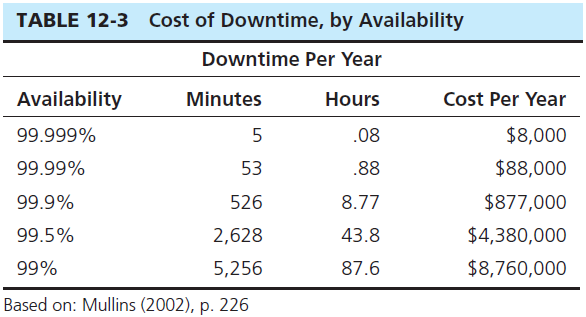 TABLE 12-3 Cost of Downtime, by Availability
Downtime Per Year
Availability Minutes Hours Cost Per Year
99.999% 5 .08 $8,000
99.99% 53 .88 $88,000
99.9% 526 8.77 $877,000
99.5% 2,628 43.8 $4,380,000
99% 5,256 87.6 $8,760,000
Based on: Mullins (2002), p. 226